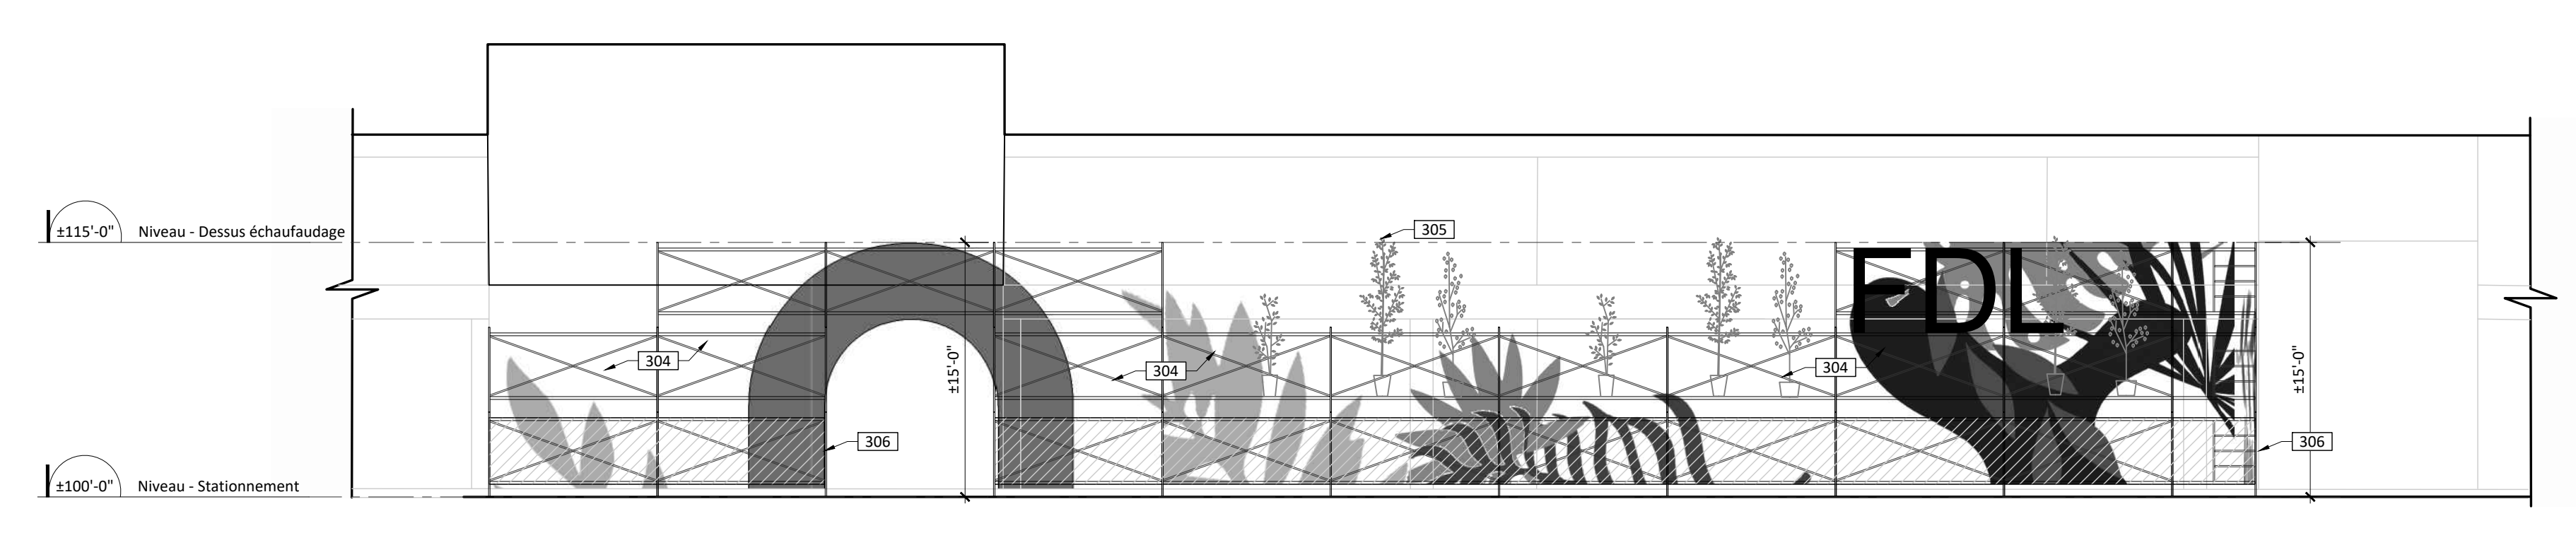 305
±115'-0" Niveau - Dessus échaufaudage
FDL
±15'-0"
±15'-0"
304
304
304
306
306
±100'-0" Niveau - Stationnement